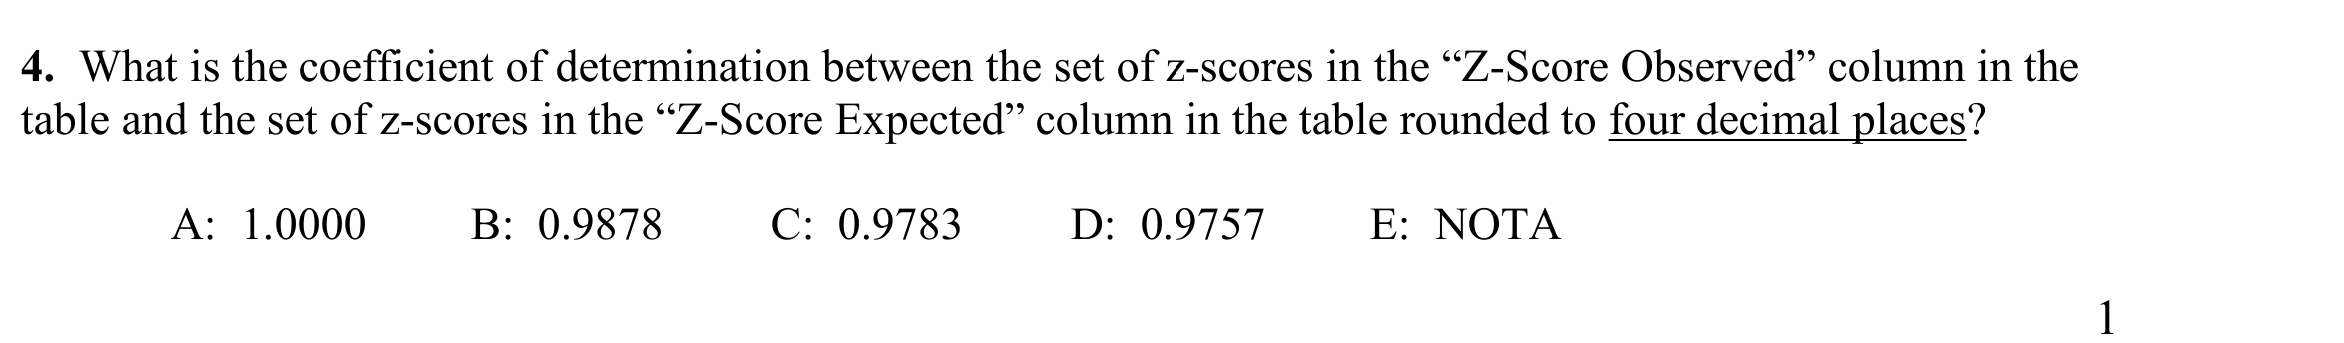 4. What is the coefficient of determination between the set of z-scores in the “Z-Score Observed” column in the
table and the set of z-scores in the “Z-Score Expected” column in the table rounded to four decimal places?
A: 1.0000 B: 0.9878 C: 0.9783 D: 0.9757 E: NOTA
1